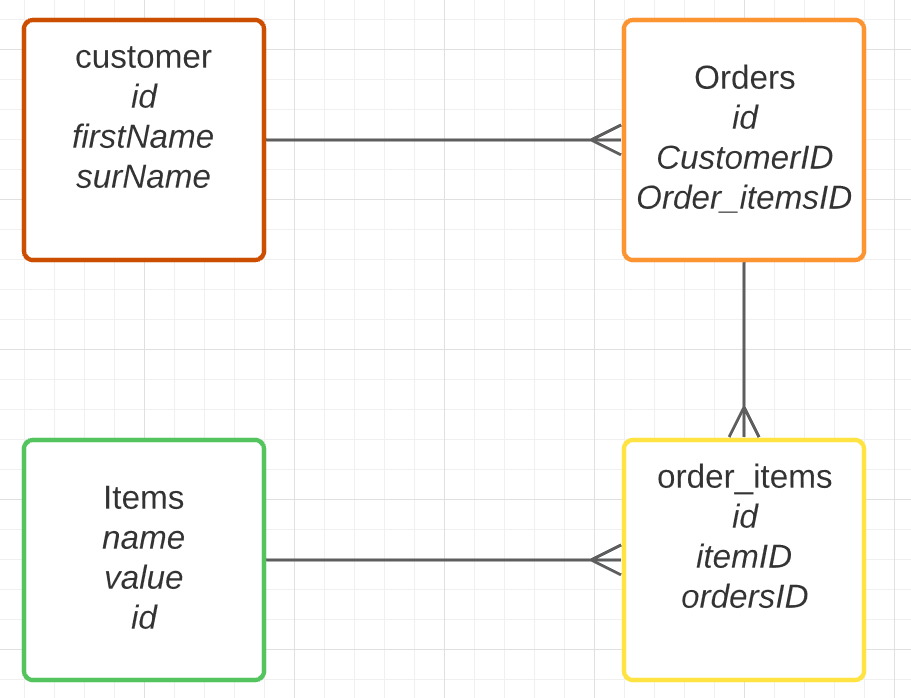 customer
id
firstName
surName
Orders
id
CustomerID
Order_itemsID
Items
name
value
id
order_items
id
itemID
ordersID